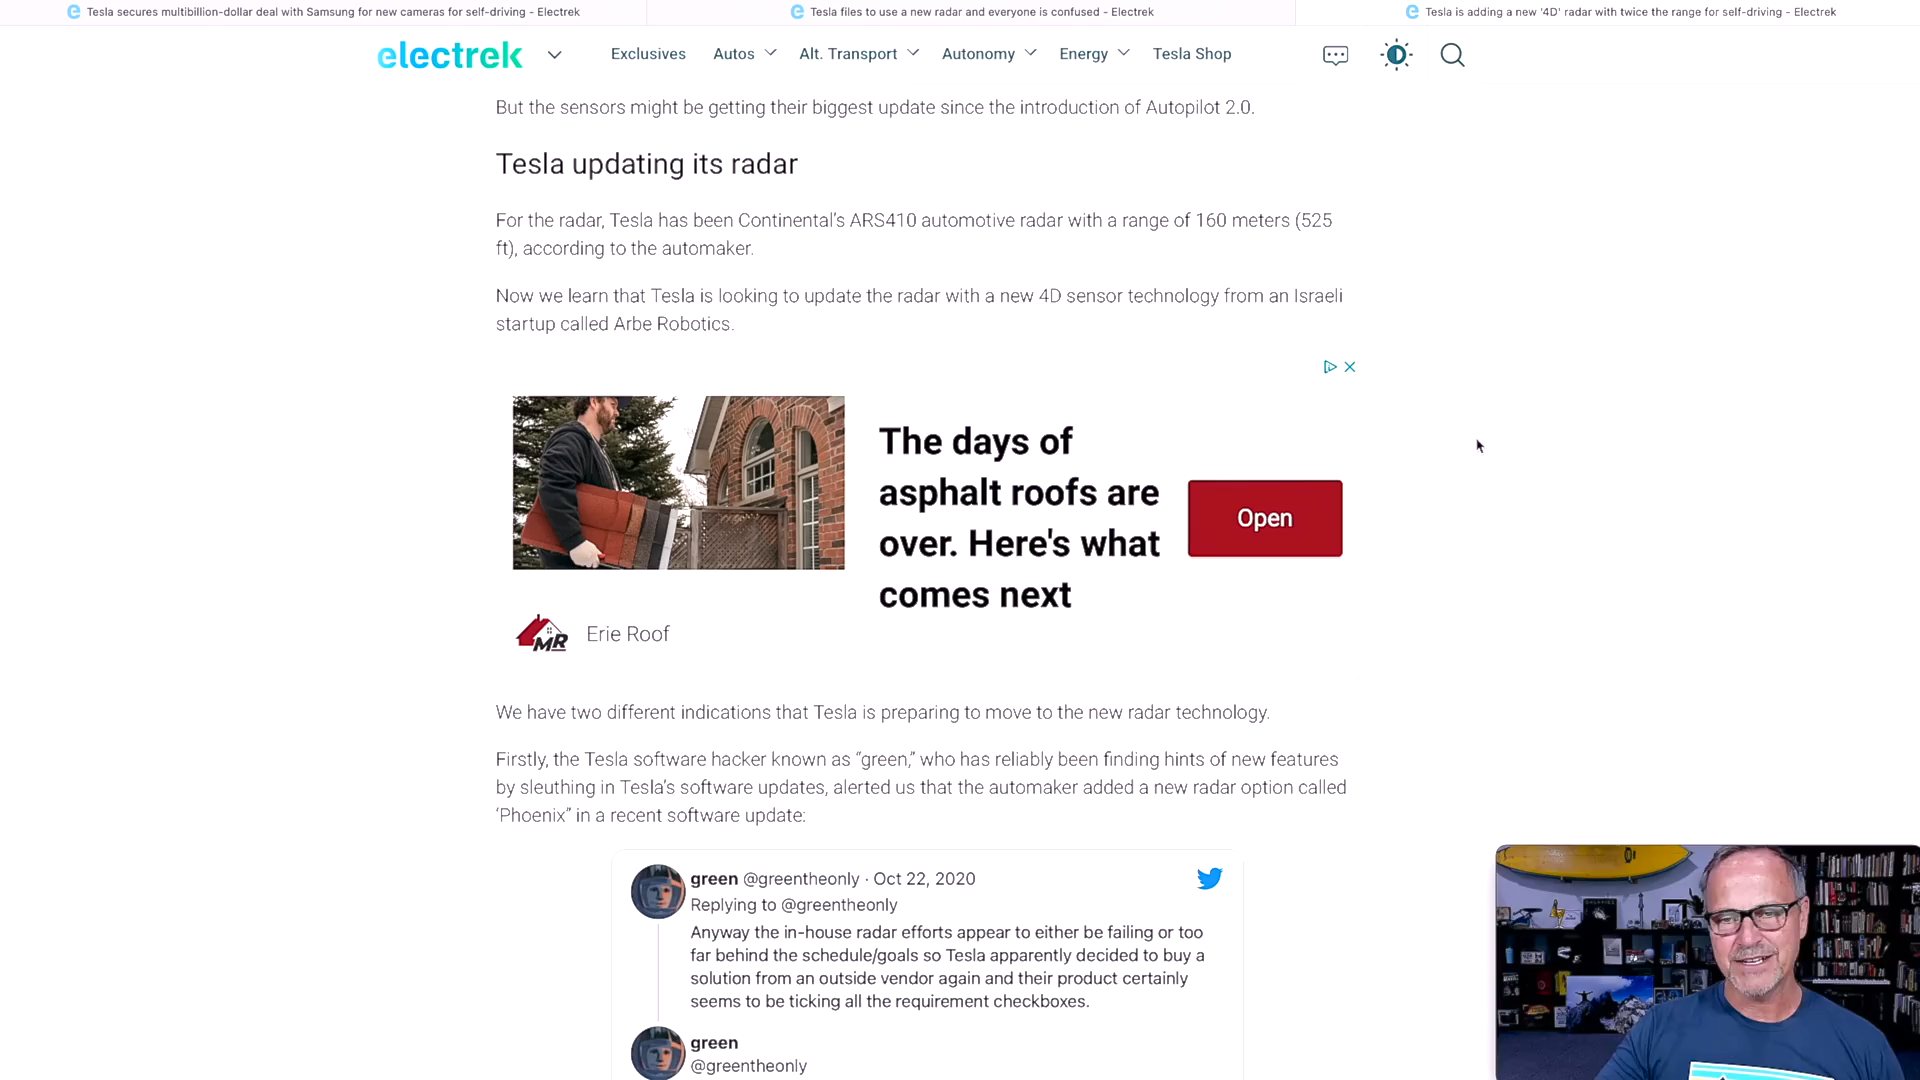 Tesla secures multibillion-dollar deal with Samsung for new cameras for self-driving - Electrek
Tesla files to use a new radar and everyone is confused - Electrek
Tesla is adding a new '4D' radar with twice the range for self-driving - Electrek
electrek
Exclusives
Autos
Alt. Transport
Autonomy
Energy
Tesla Shop
But the sensors might be getting their biggest update since the introduction of Autopilot 2.0.
Tesla updating its radar
For the radar, Tesla has been Continental’s ARS410 automotive radar with a range of 160 meters (525
ft), according to the automaker.
Now we learn that Tesla is looking to update the radar with a new 4D sensor technology from an Israeli
startup called Arbe Robotics.
The days of
asphalt roofs are
over. Here's what
comes next
Open
MR
Erie Roof
We have two different indications that Tesla is preparing to move to the new radar technology.
Firstly, the Tesla software hacker known as “green,” who has reliably been finding hints of new features
by sleuthing in Tesla’s software updates, alerted us that the automaker added a new radar option called
‘Phoenix” in a recent software update:
green @greentheonly · Oct 22, 2020
Replying to @greentheonly
Anyway the in-house radar efforts appear to either be failing or too
far behind the schedule/goals so Tesla apparently decided to buy a
solution from an outside vendor again and their product certainly
seems to be ticking all the requirement checkboxes.
green
@greentheonly